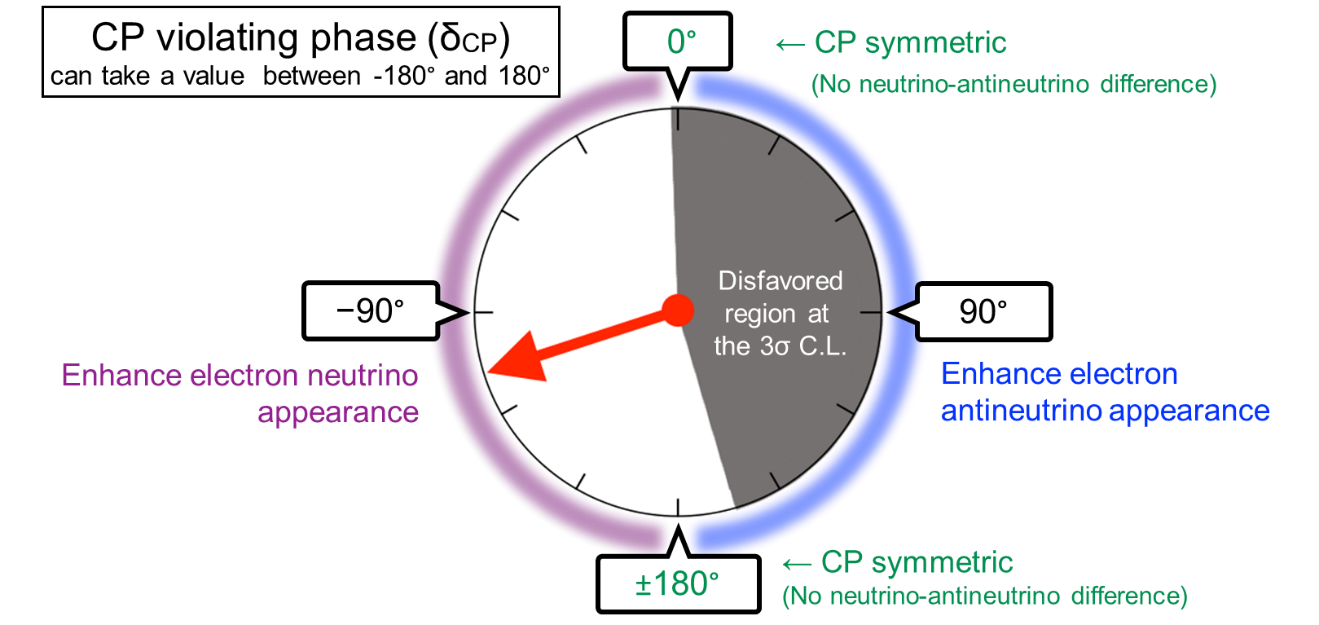 CP violating phase (δCP)
can take a value between -180° and 180°
0°
← CP symmetric
(No neutrino-antineutrino difference)
Disfavored
region at
the 3σ C.L.
−90°
90°
Enhance electron neutrino
appearance
Enhance electron
antineutrino appearance
±180°
← CP symmetric
(No neutrino-antineutrino difference)